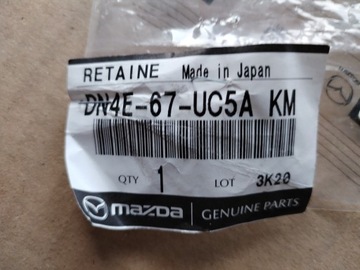 RETAINE Made in Japan
DN4E-67-UC5A KM
QTY 1 LOT 3K20
mazda GENUINE PARTS